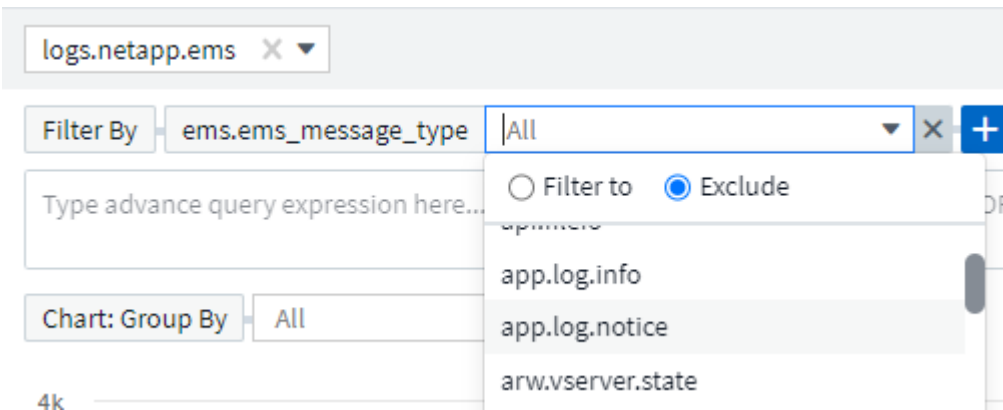 logs.netapp.ems
Filter By ems.ems_message_type All
Filter to Exclude
Type advance query expression here...
app.log.info
Chart: Group By All
app.log.notice
arw.vserver.state
4k